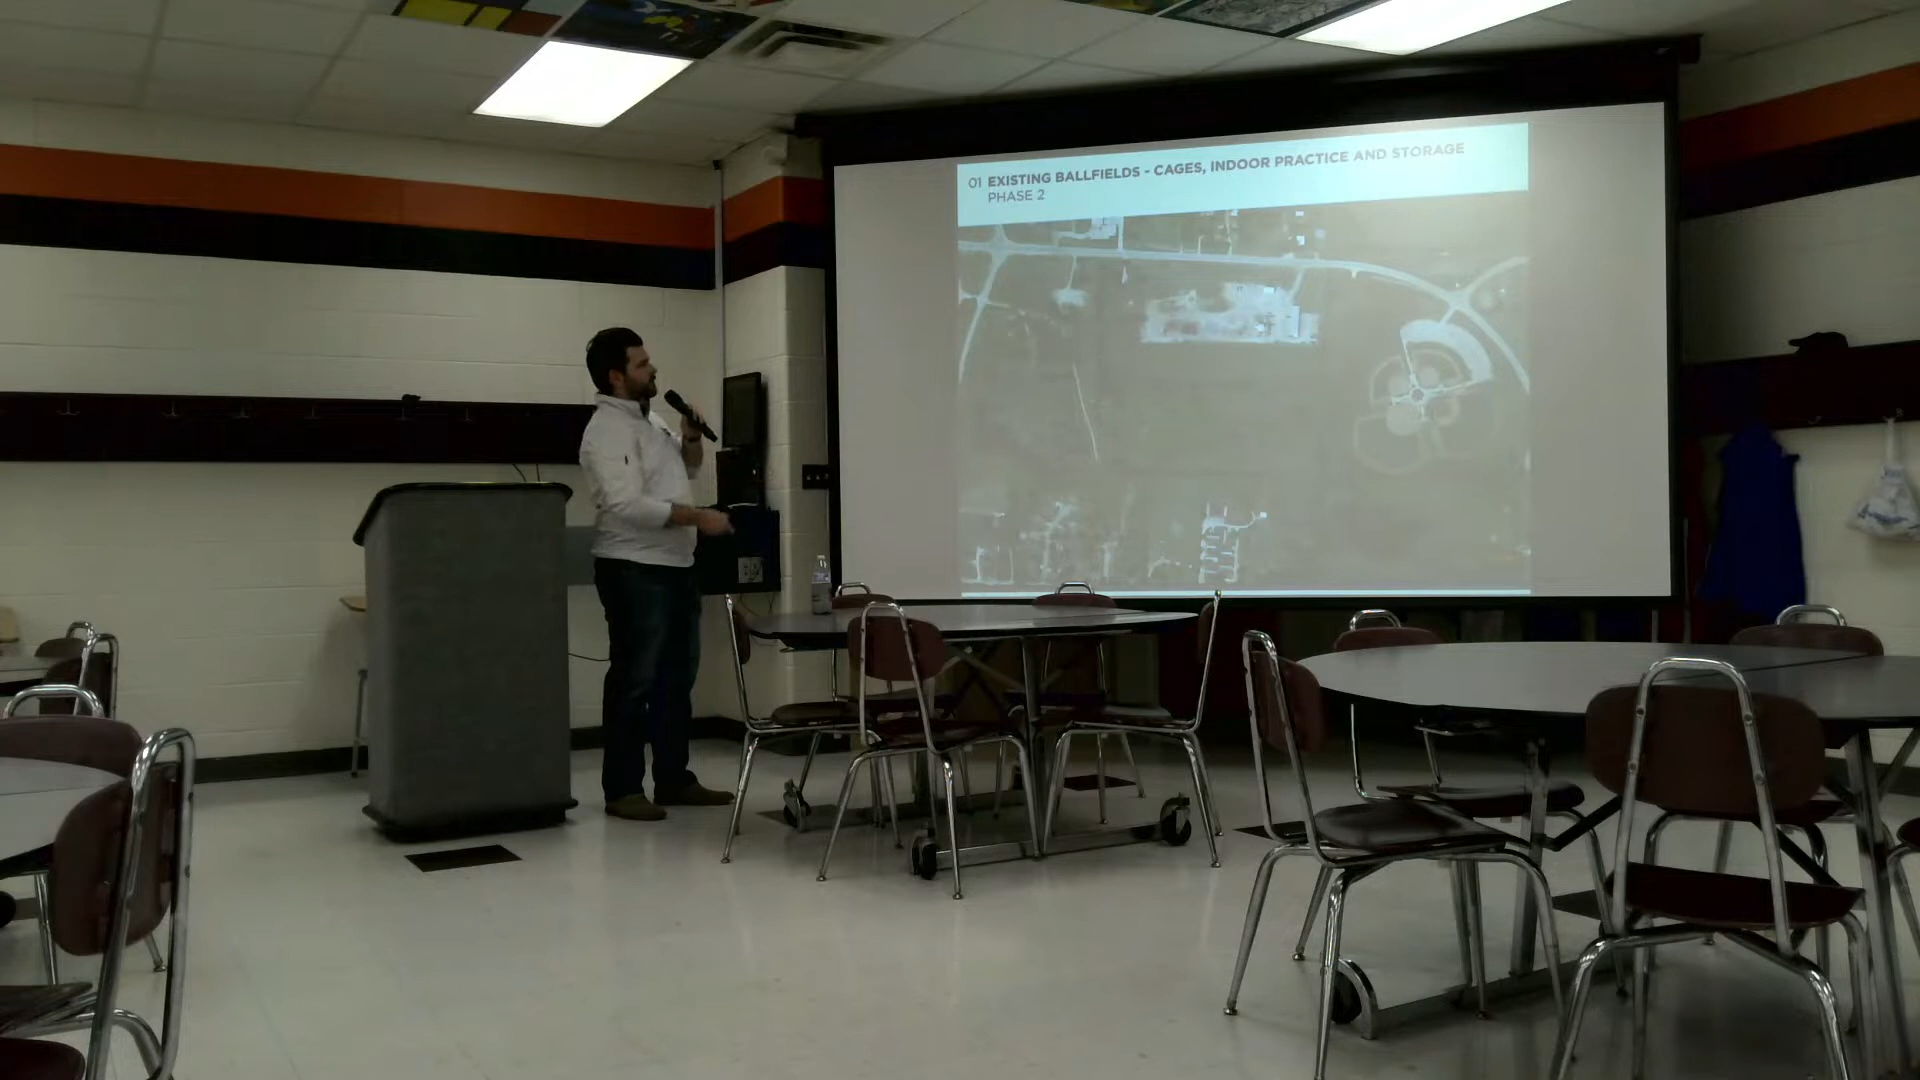 01 EXISTING BALLFIELDS - CAGES, INDOOR PRACTICE AND STORAGE
PHASE 2